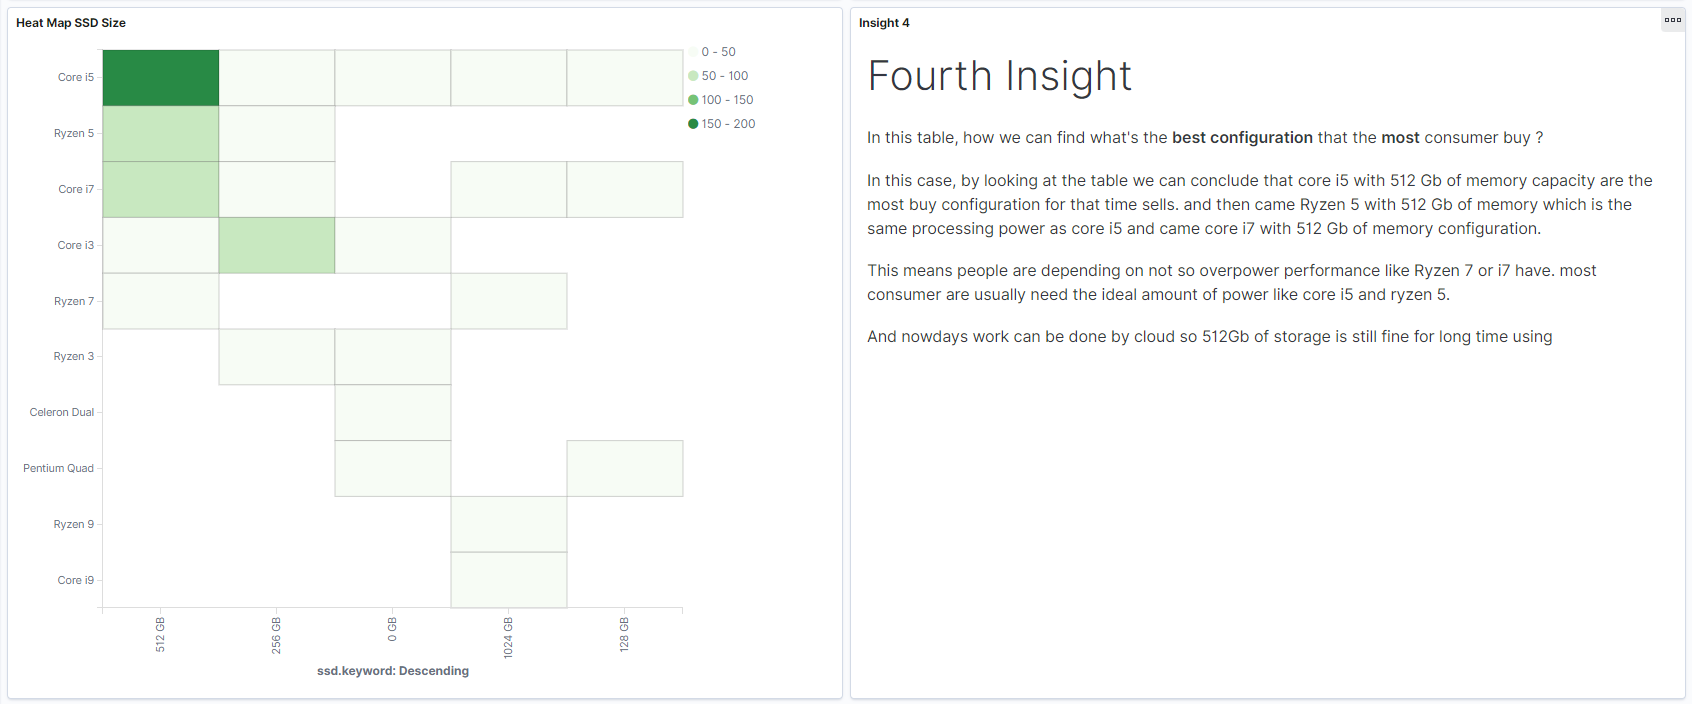 Heat Map SSD Size
Core i5
Ryzen 5
Core i7
Core i3
Ryzen 7
Ryzen 3
Celeron Dual
Pentium Quad
Ryzen 9
Core i9
512 GB
256 GB
0 GB
1024 GB
128 GB
ssd.keyword: Descending
0 - 50
50 - 100
100 - 150
150 - 200
Insight 4
Fourth Insight
In this table, how we can find what's the best configuration that the most consumer buy ?
In this case, by looking at the table we can conclude that core i5 with 512 Gb of memory capacity are the
most buy configuration for that time sells. and then came Ryzen 5 with 512 Gb of memory which is the
same processing power as core i5 and came core i7 with 512 Gb of memory configuration.
This means people are depending on not so overpower performance like Ryzen 7 or i7 have. most
consumer are usually need the ideal amount of power like core i5 and ryzen 5.
And nowdays work can be done by cloud so 512Gb of storage is still fine for long time using